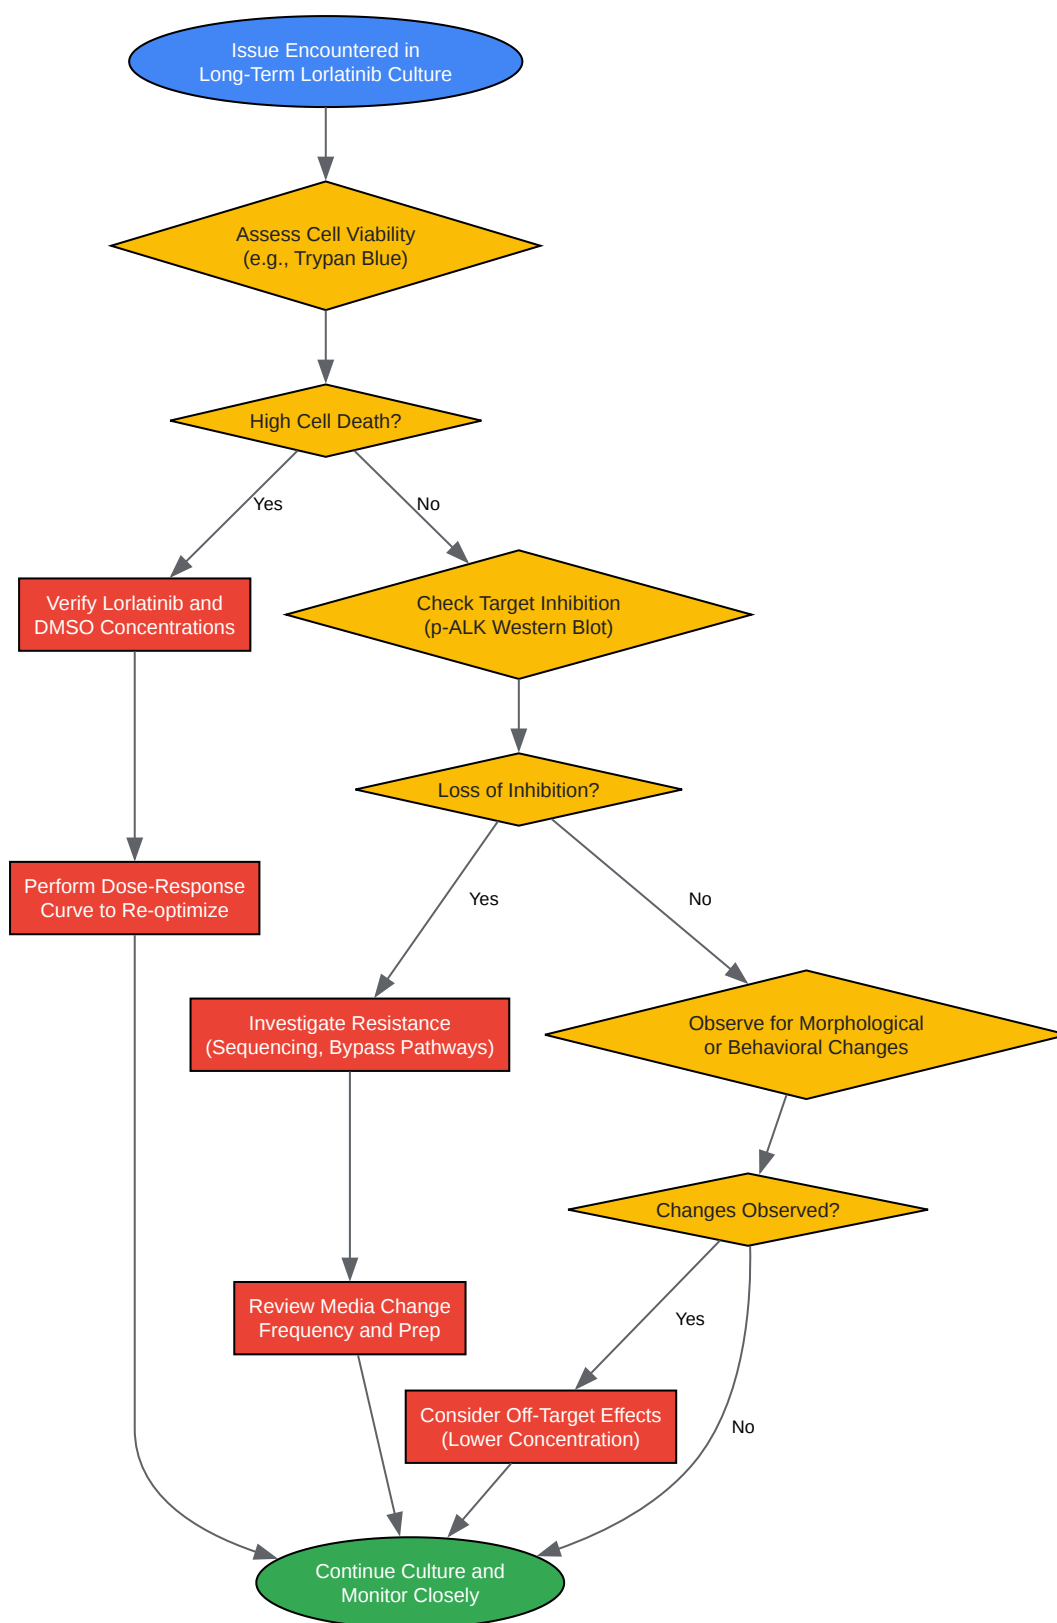 Issue Encountered in
Long-Term Lorlatinib Culture
Assess Cell Viability
(e.g., Trypan Blue)
High Cell Death?
Yes
No
Verify Lorlatinib and
DMSO Concentrations
Check Target Inhibition
(p-ALK Western Blot)
Loss of Inhibition?
Perform Dose-Response
Curve to Re-optimize
Yes
No
Investigate Resistance
(Sequencing, Bypass Pathways)
Observe for Morphological
or Behavioral Changes
Changes Observed?
Review Media Change
Frequency and Prep
Yes
Consider Off-Target Effects
(Lower Concentration)
No
Continue Culture and
Monitor Closely